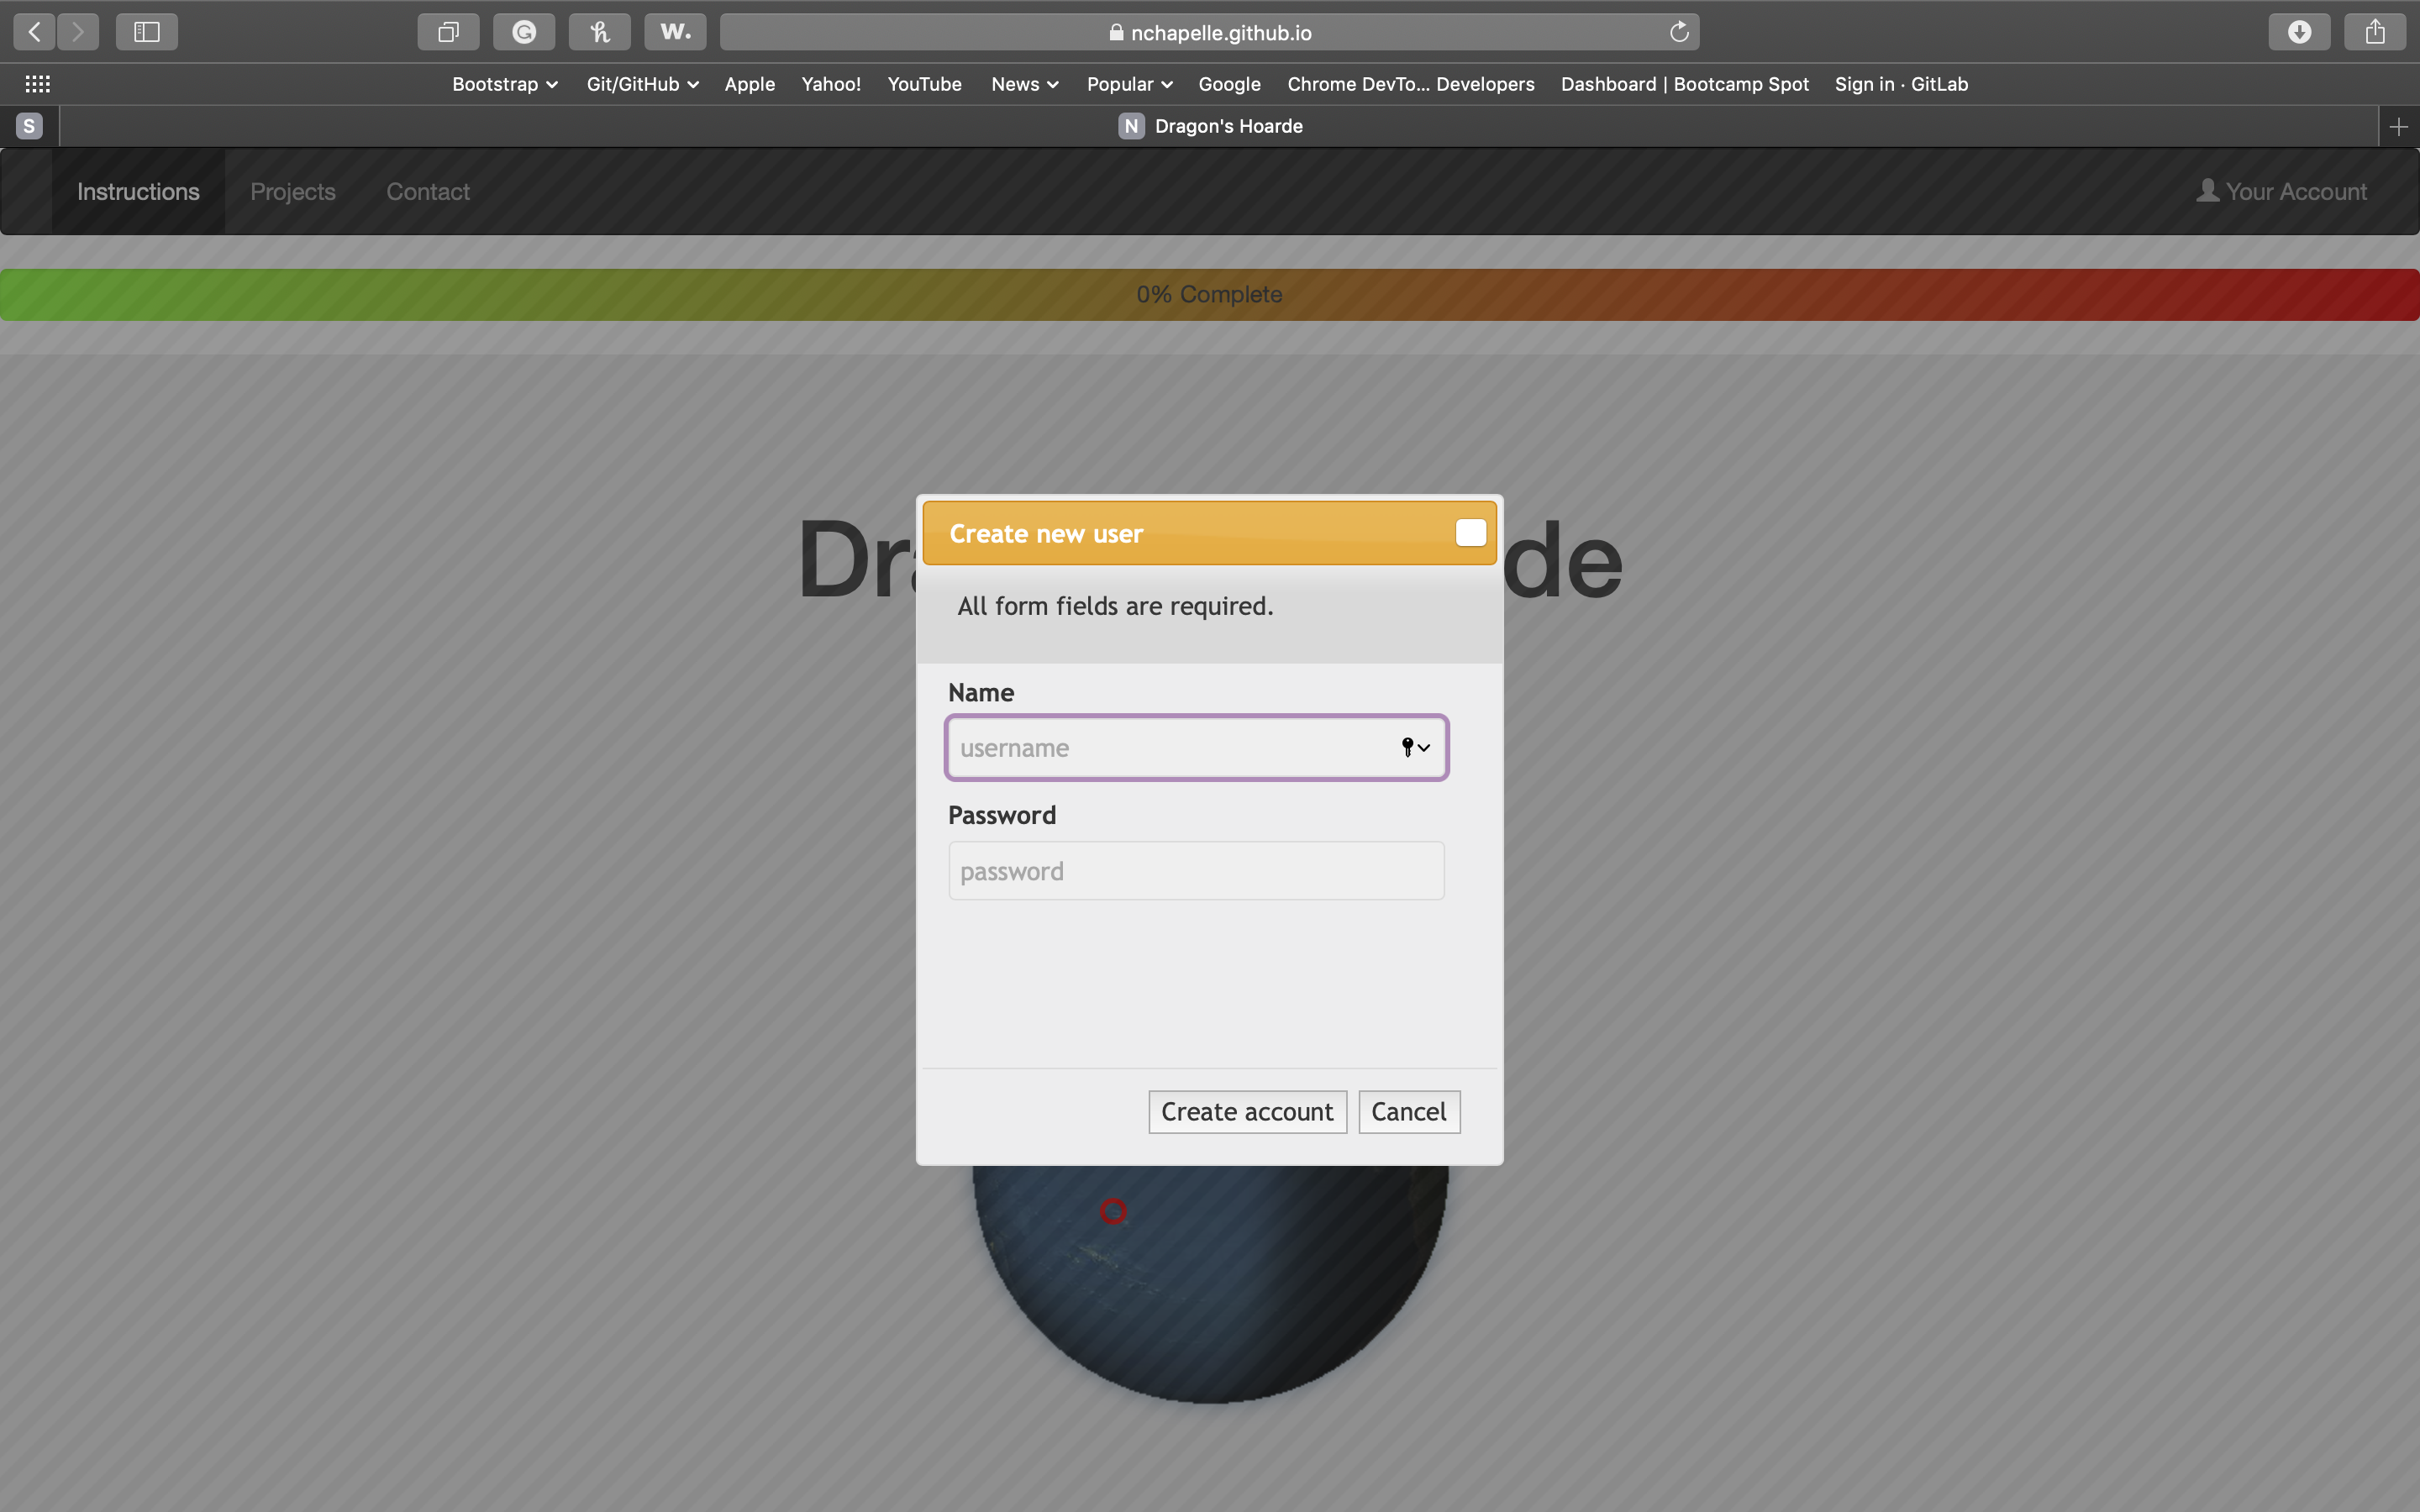 nchapelle.github.io
Bootstrap Git/GitHub Apple Yahoo! YouTube News Popular Google Chrome DevTo... Developers Dashboard | Bootcamp Spot Sign in · GitLab
S N Dragon's Hoarde
Instructions Projects Contact Your Account
0% Complete
Dr de
Create new user
All form fields are required.
Name
username
Password
password
Create account Cancel